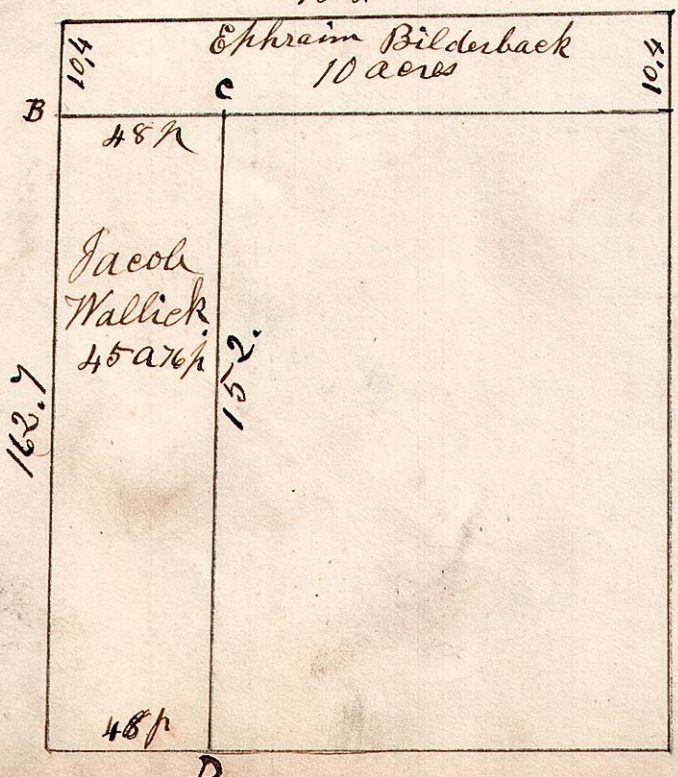 10.4 Ephraim Bilderback 10.4
10 acres
B C
48 p
Jacob
Wallick
45 a 76 p
162.7 152.
48 p
D